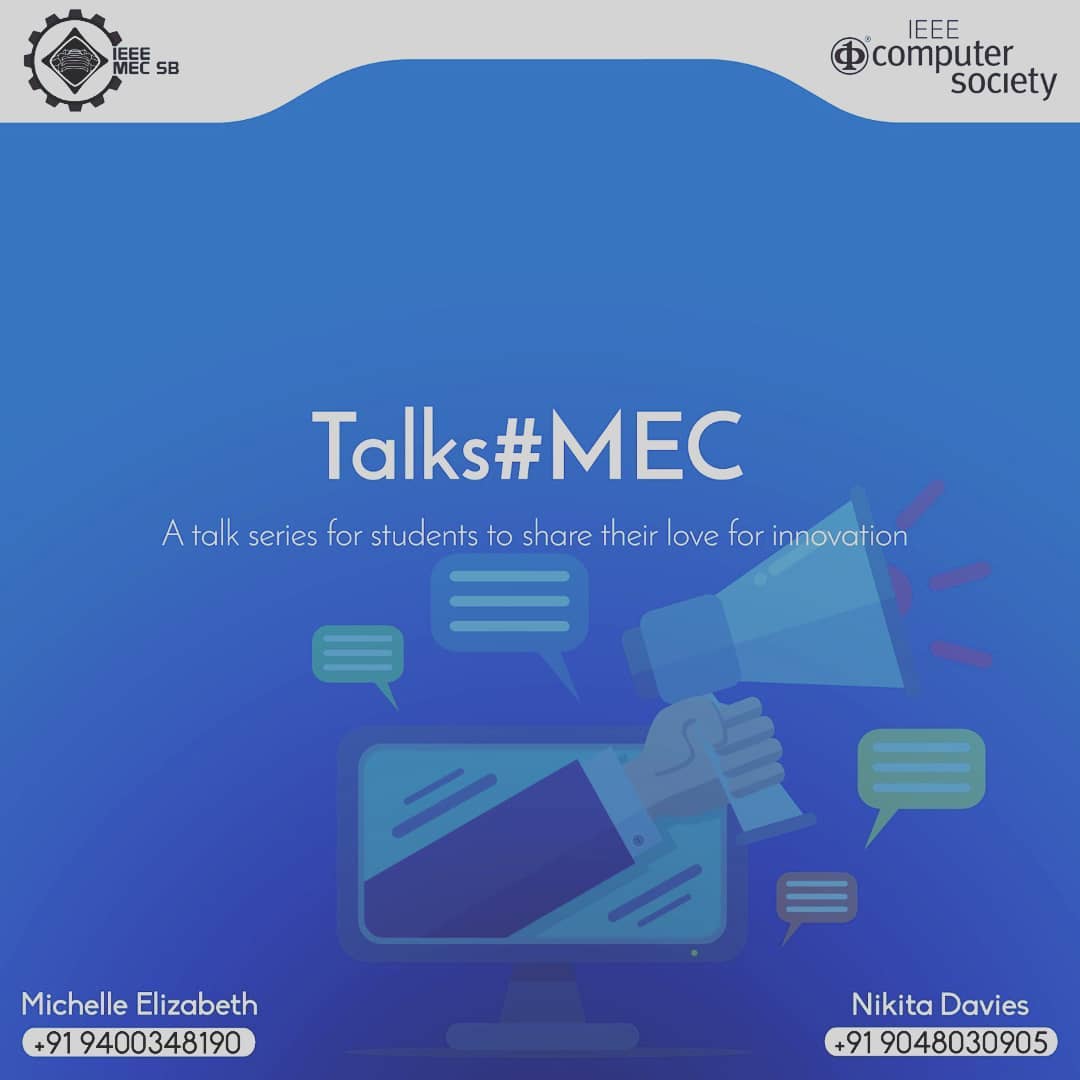 IEEE
MEC SB
IEEE
computer
society
Talks#MEC
A talk series for students to share their love for innovation
Michelle Elizabeth
+91 9400348190
Nikita Davies
+91 9048030905